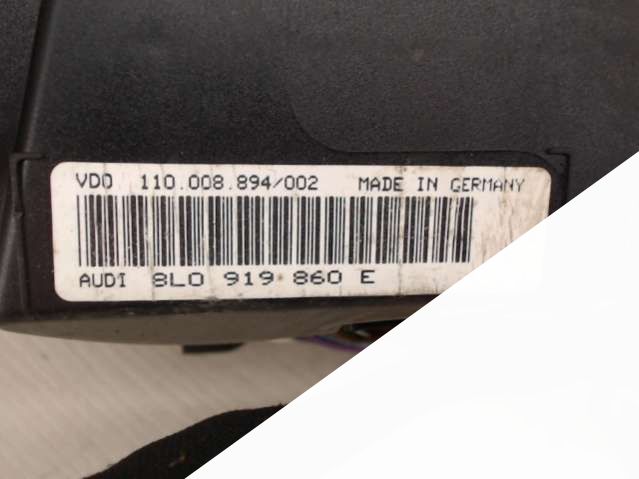 VDO 110.008.894/002 MADE IN GERMANY
AUDI 8L0 919 860 E